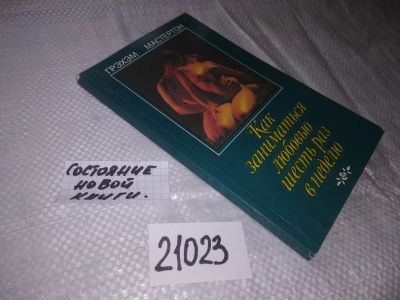 ГРЭХЭМ МАСТЕРТОН
Как
заниматься
любовью
шесть раз
в неделю
СОСТОЯНИЕ
НОВОЙ
КНИГИ.
21023